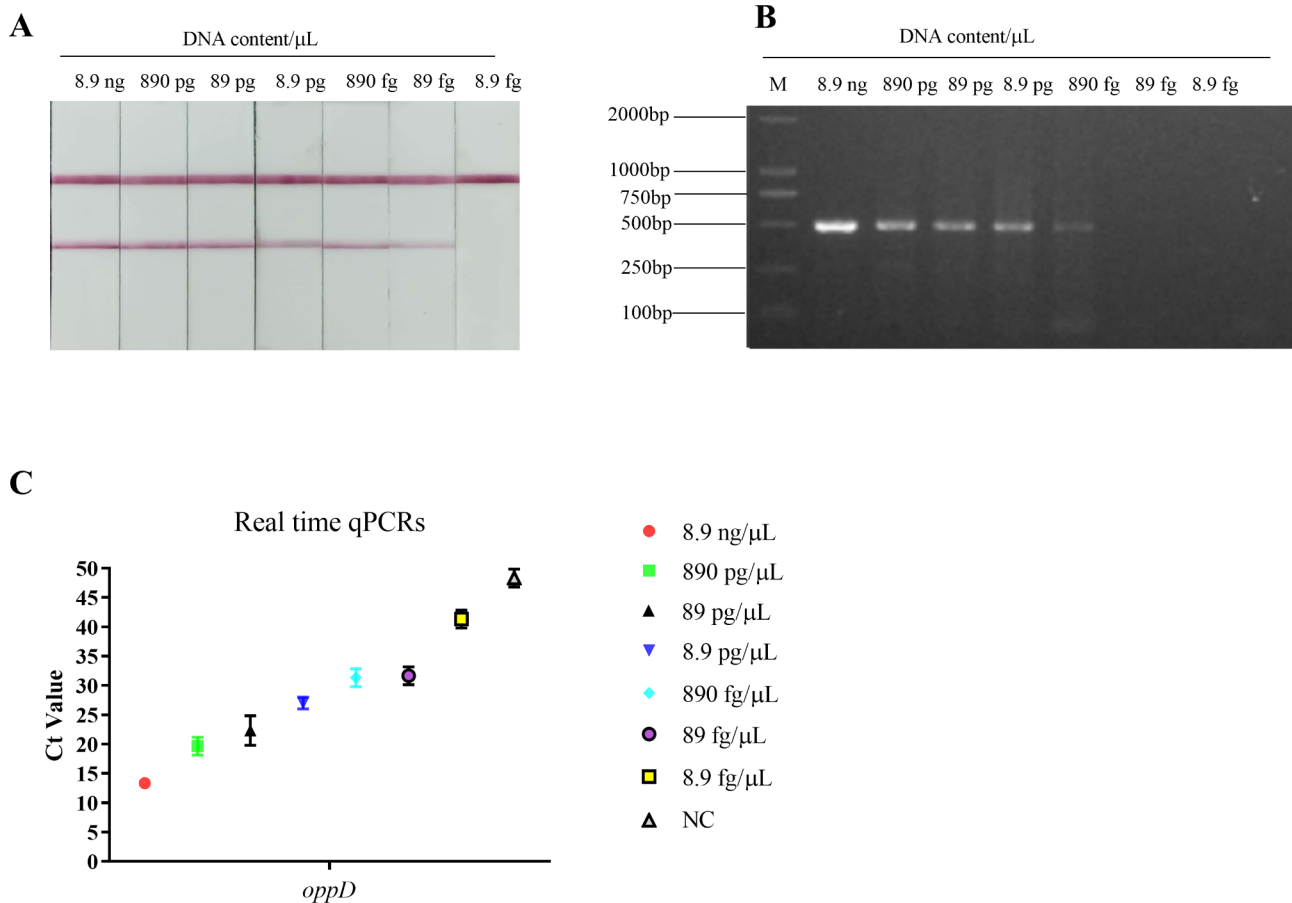 A
DNA content/μL
8.9 ng 890 pg 89 pg 8.9 pg 890 fg 89 fg 8.9 fg
B
DNA content/μL
M 8.9 ng 890 pg 89 pg 8.9 pg 890 fg 89 fg 8.9 fg
2000bp
1000bp
750bp
500bp
250bp
100bp
C
Real time qPCRs
Ct Value
50
45
40
35
30
25
20
15
10
5
0
oppD
8.9 ng/μL
890 pg/μL
89 pg/μL
8.9 pg/μL
890 fg/μL
89 fg/μL
8.9 fg/μL
NC